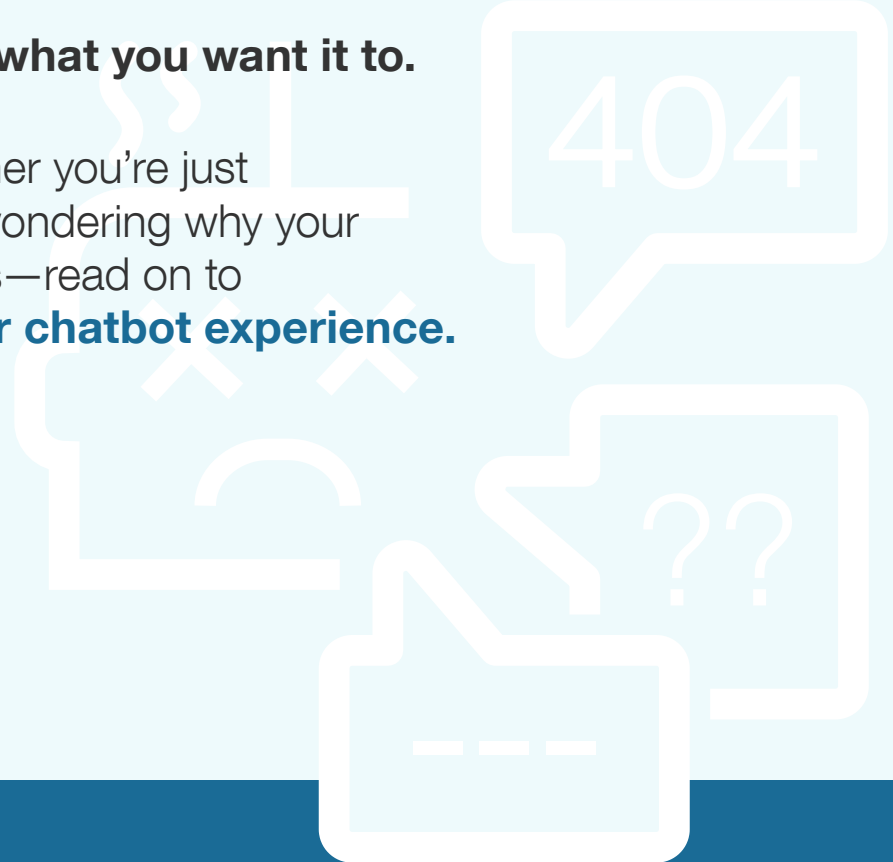 what you want it to.
404
er you're just
ondering why your
s—read on to
r chatbot experience.
??
---